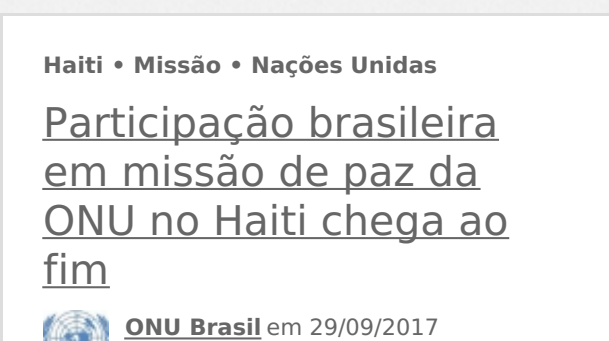 Haiti • Missão • Nações Unidas
Participação brasileira
em missão de paz da
ONU no Haiti chega ao
fim
ONU Brasil em 29/09/2017